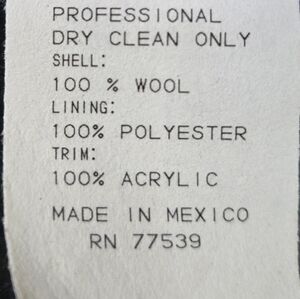 PROFESSIONAL
DRY CLEAN ONLY
SHELL:
100 % WOOL
LINING:
100% POLYESTER
TRIM:
100% ACRYLIC
MADE IN MEXICO
RN 77539